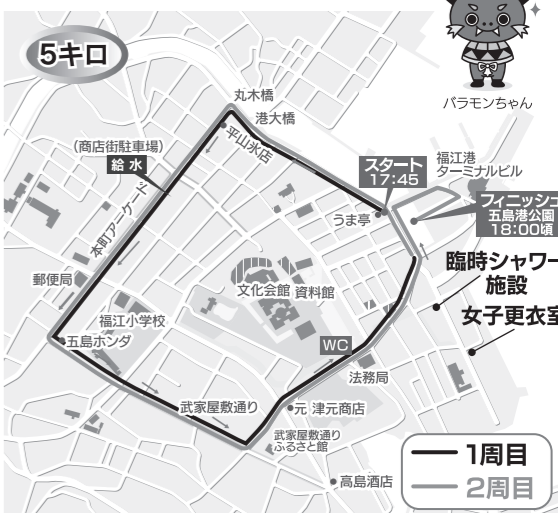 5キロ
バラモンちゃん
丸木橋
港大橋
平山氷店
(商店街駐車場)
給水
本町アーケード
スタート
17:45
福江港
ターミナルビル
うま亭
フィニッシュ
五島港公園
18:00頃
臨時シャワー
施設
女子更衣室
文化会館
資料館
郵便局
福江小学校
五島ホンダ
WC
法務局
武家屋敷通り
元 津元商店
武家屋敷通り
ふるさと館
高島酒店
1周目
2周目